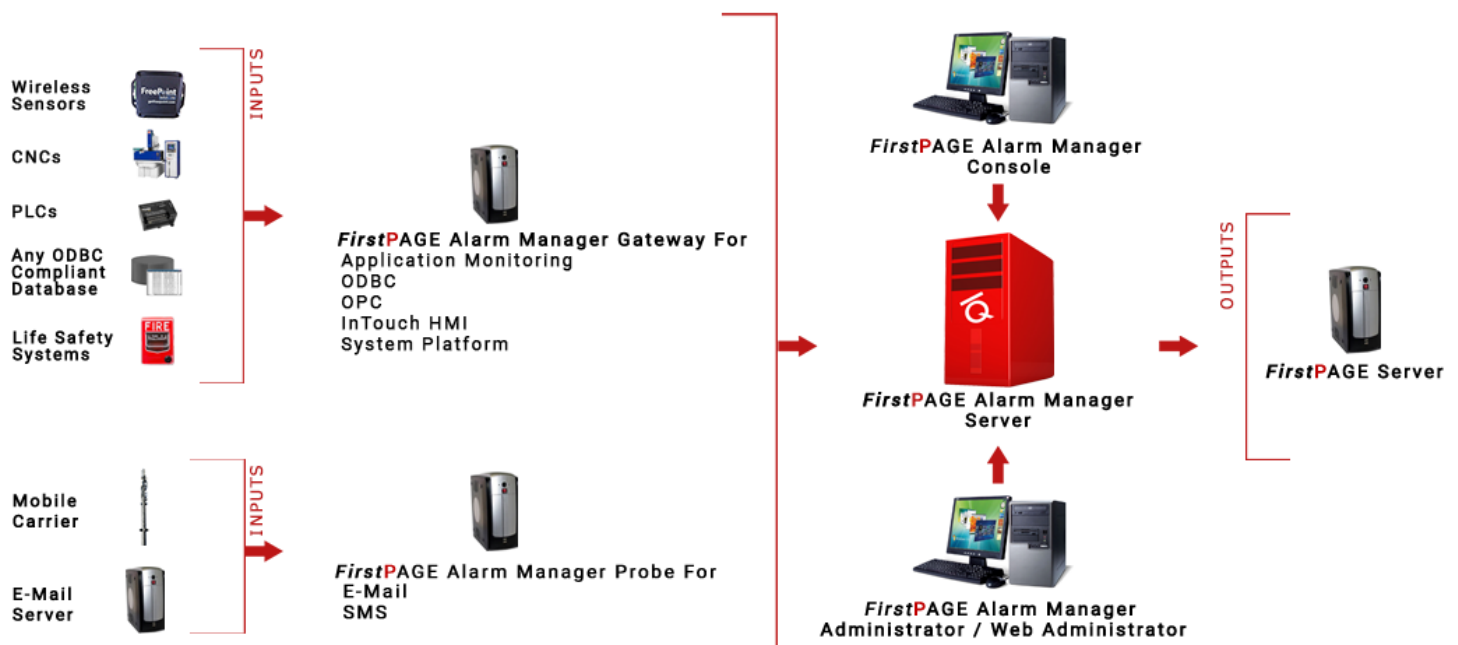 INPUTS
Wireless
Sensors
FreePoint
CNCs
PLCs
Any ODBC
Compliant
Database
Life Safety
Systems
FIRE
FirstPAGE Alarm Manager Gateway For
Application Monitoring
ODBC
OPC
InTouch HMI
System Platform
INPUTS
Mobile
Carrier
E-Mail
Server
FirstPAGE Alarm Manager Probe For
E-Mail
SMS
FirstPAGE Alarm Manager
Console
FirstPAGE Alarm Manager
Server
FirstPAGE Alarm Manager
Administrator / Web Administrator
OUTPUTS
FirstPAGE Server